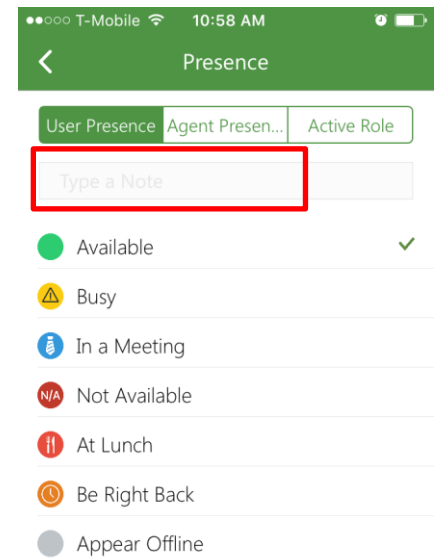 T-Mobile 10:58 AM
Presence
User Presence Agent Presen... Active Role
Type a Note
Available
Busy
In a Meeting
N/A Not Available
At Lunch
Be Right Back
Appear Offline